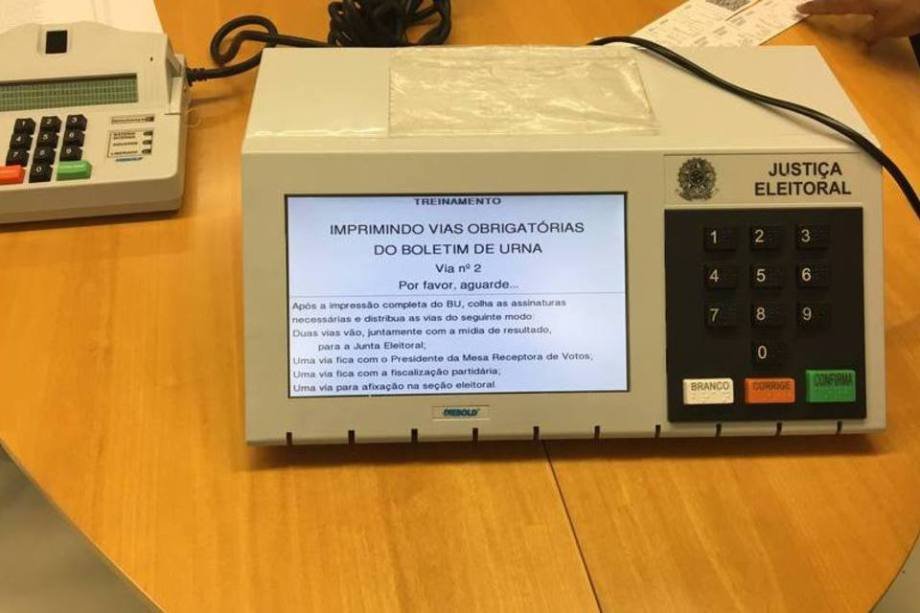 TREINAMENTO
IMPRIMINDO VIAS OBRIGATÓRIAS
DO BOLETIM DE URNA
Via nº 2
Por favor, aguarde...
Após a impressão completa do BU, colha as assinaturas
necessárias e distribua as vias do seguinte modo:
Duas vias vão, juntamente com a mídia de resultado,
para a Junta Eleitoral;
Uma via fica com o Presidente da Mesa Receptora de Votos;
Uma via fica com a fiscalização partidária;
Uma via para afixação na seção eleitoral.
DIEBOLD
JUSTIÇA
ELEITORAL
1 2 3
4 5 6
7 8 9
0
BRANCO CORRIGE CONFIRMA